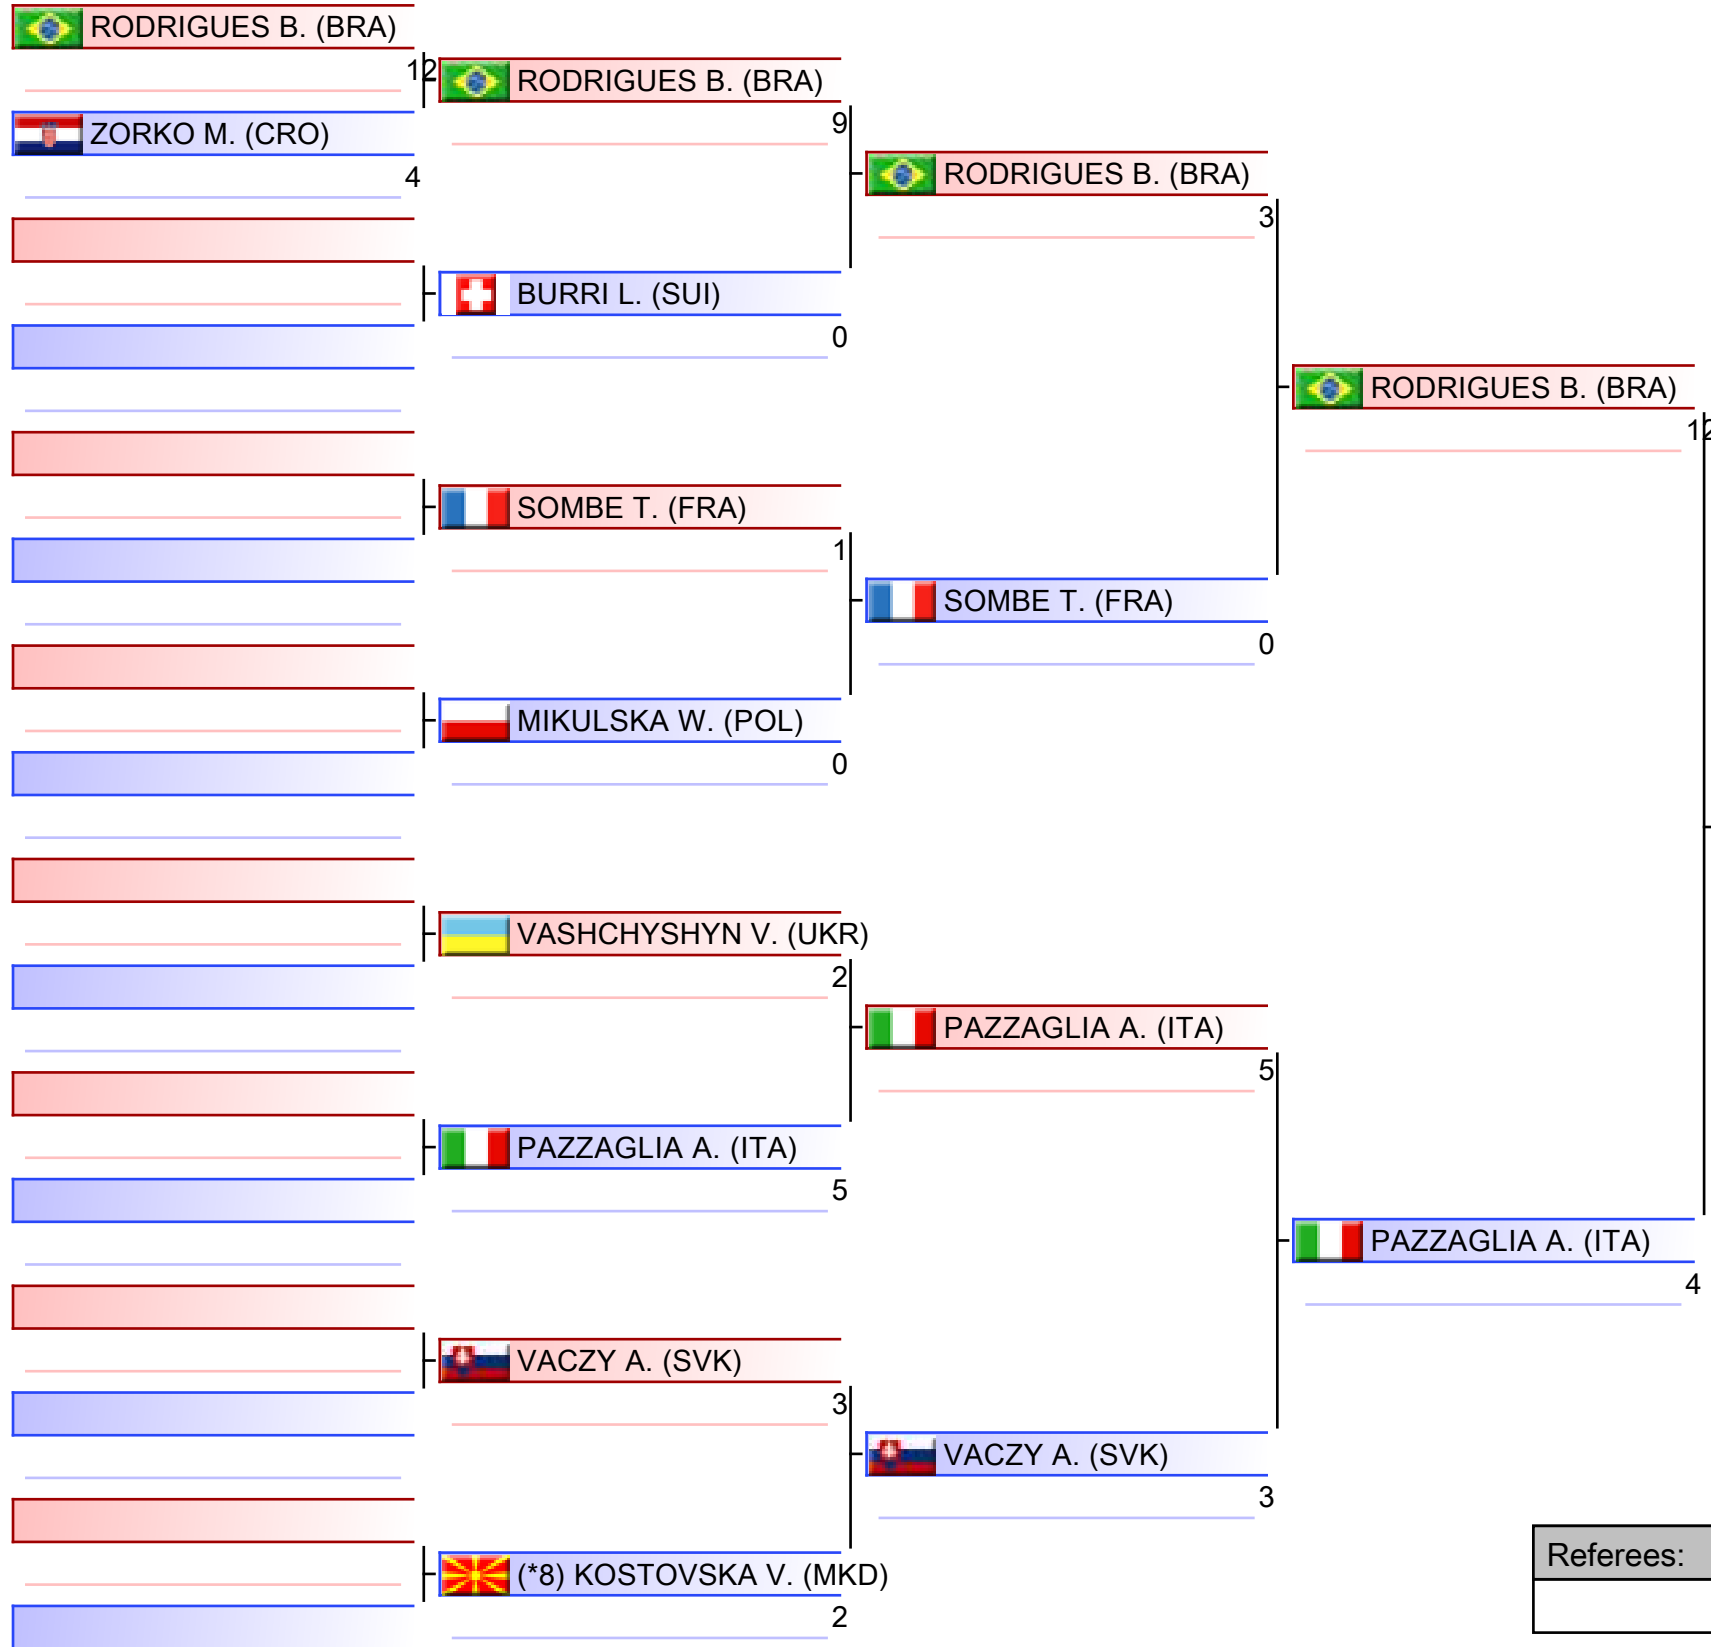 RODRIGUES B. (BRA)
12
ZORKO M. (CRO)
4
RODRIGUES B. (BRA)
9
BURRI L. (SUI)
0
SOMBE T. (FRA)
1
MIKULSKA W. (POL)
0
VASHCHYSHYN V. (UKR)
2
PAZZAGLIA A. (ITA)
5
VACZY A. (SVK)
3
(*8) KOSTOVSKA V. (MKD)
2
RODRIGUES B. (BRA)
3
SOMBE T. (FRA)
0
PAZZAGLIA A. (ITA)
5
VACZY A. (SVK)
3
RODRIGUES B. (BRA)
12
PAZZAGLIA A. (ITA)
4
Referees: